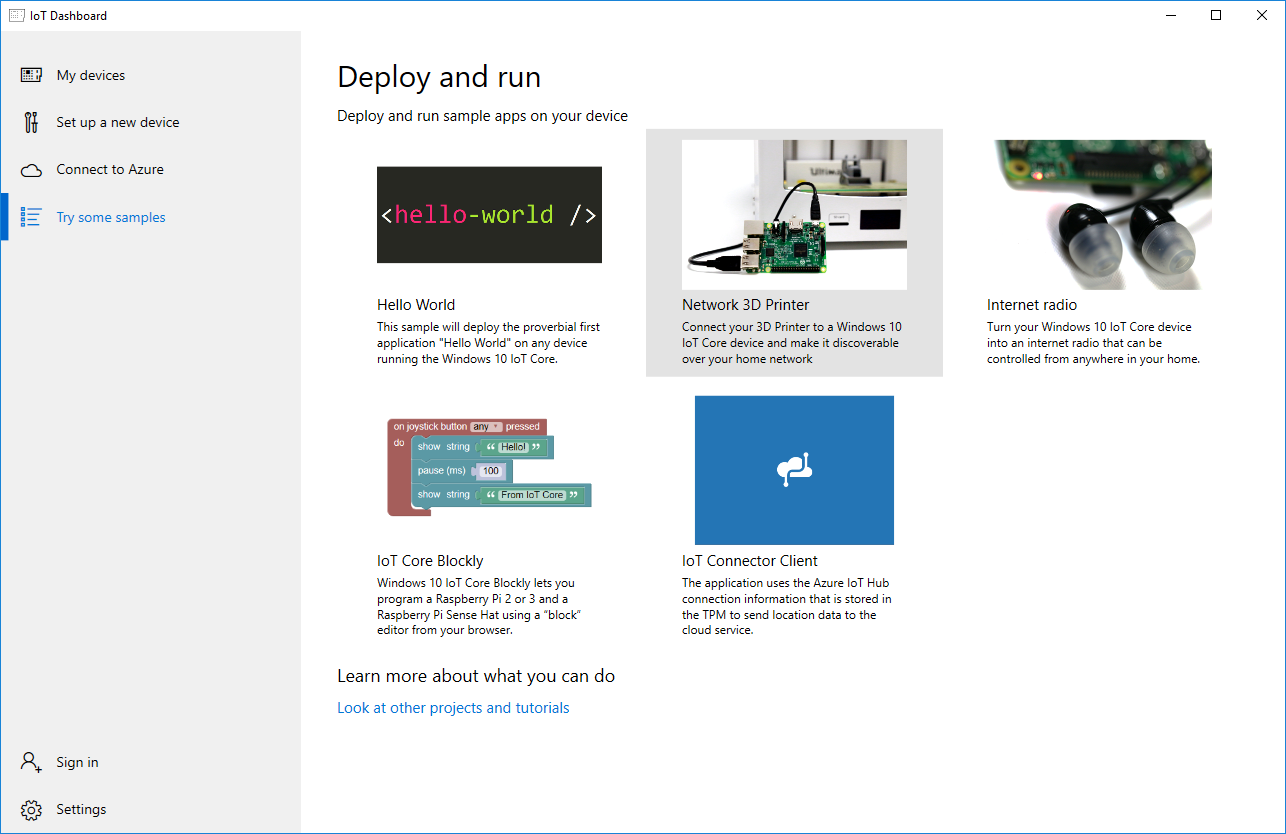 IoT Dashboard
My devices
Set up a new device
Connect to Azure
Try some samples
Sign in
Settings
Deploy and run
Deploy and run sample apps on your device
<hello-world />
Hello World
This sample will deploy the proverbial first
application "Hello World" on any device
running the Windows 10 IoT Core.
Network 3D Printer
Connect your 3D Printer to a Windows 10
IoT Core device and make it discoverable
over your home network
Internet radio
Turn your Windows 10 IoT Core device
into an internet radio that can be
controlled from anywhere in your home.
on joystick button any pressed
do
show string “ Hello! ”
pause (ms) 100
show string “ From IoT Core ”
IoT Core Blockly
Windows 10 IoT Core Blockly lets you
program a Raspberry Pi 2 or 3 and a
Raspberry Pi Sense Hat using a “block”
editor from your browser.
IoT Connector Client
The application uses the Azure IoT Hub
connection information that is stored in
the TPM to send location data to the
cloud service.
Learn more about what you can do
Look at other projects and tutorials